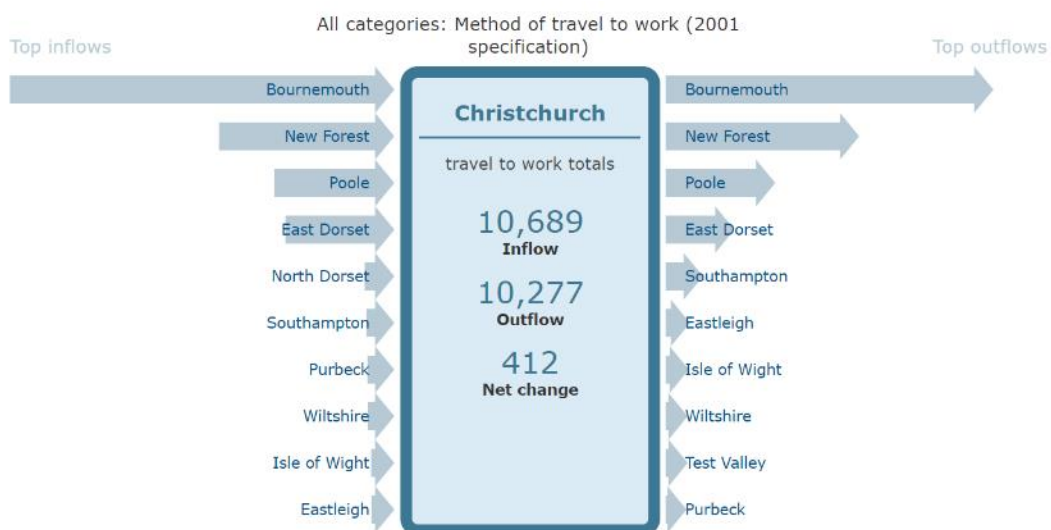 All categories: Method of travel to work (2001
specification)
Top inflows
Top outflows
Bournemouth
New Forest
Poole
East Dorset
North Dorset
Southampton
Purbeck
Wiltshire
Isle of Wight
Eastleigh
Christchurch
travel to work totals
10,689
Inflow
10,277
Outflow
412
Net change
Bournemouth
New Forest
Poole
East Dorset
Southampton
Eastleigh
Isle of Wight
Wiltshire
Test Valley
Purbeck